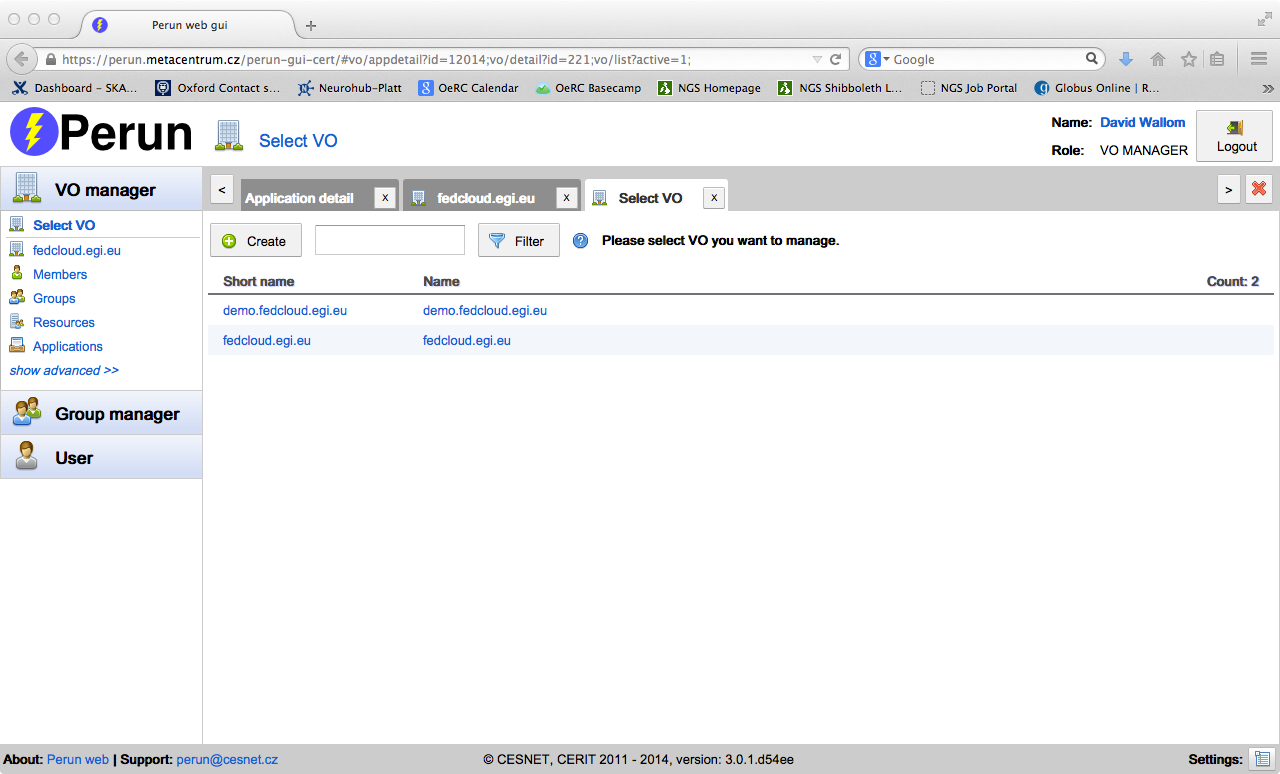 Perun web gui
https://perun.metacentrum.cz/perun-gui-cert/#vo/appdetail?id=12014;vo/detail?id=221;vo/list?active=1;
Google
Dashboard – SKA... Oxford Contact s... Neurohub-Platt OeRC Calendar OeRC Basecamp NGS Homepage NGS Shibboleth L... NGS Job Portal Globus Online | R...
Perun
Select VO
Name: David Wallom
Role: VO MANAGER
Logout
VO manager
Select VO
fedcloud.egi.eu
Members
Groups
Resources
Applications
show advanced >>
Group manager
User
< Application detail x fedcloud.egi.eu x Select VO x >
Create Filter Please select VO you want to manage.
Short name Name Count: 2
demo.fedcloud.egi.eu demo.fedcloud.egi.eu
fedcloud.egi.eu fedcloud.egi.eu
About: Perun web | Support: perun@cesnet.cz © CESNET, CERIT 2011 - 2014, version: 3.0.1.d54ee Settings: